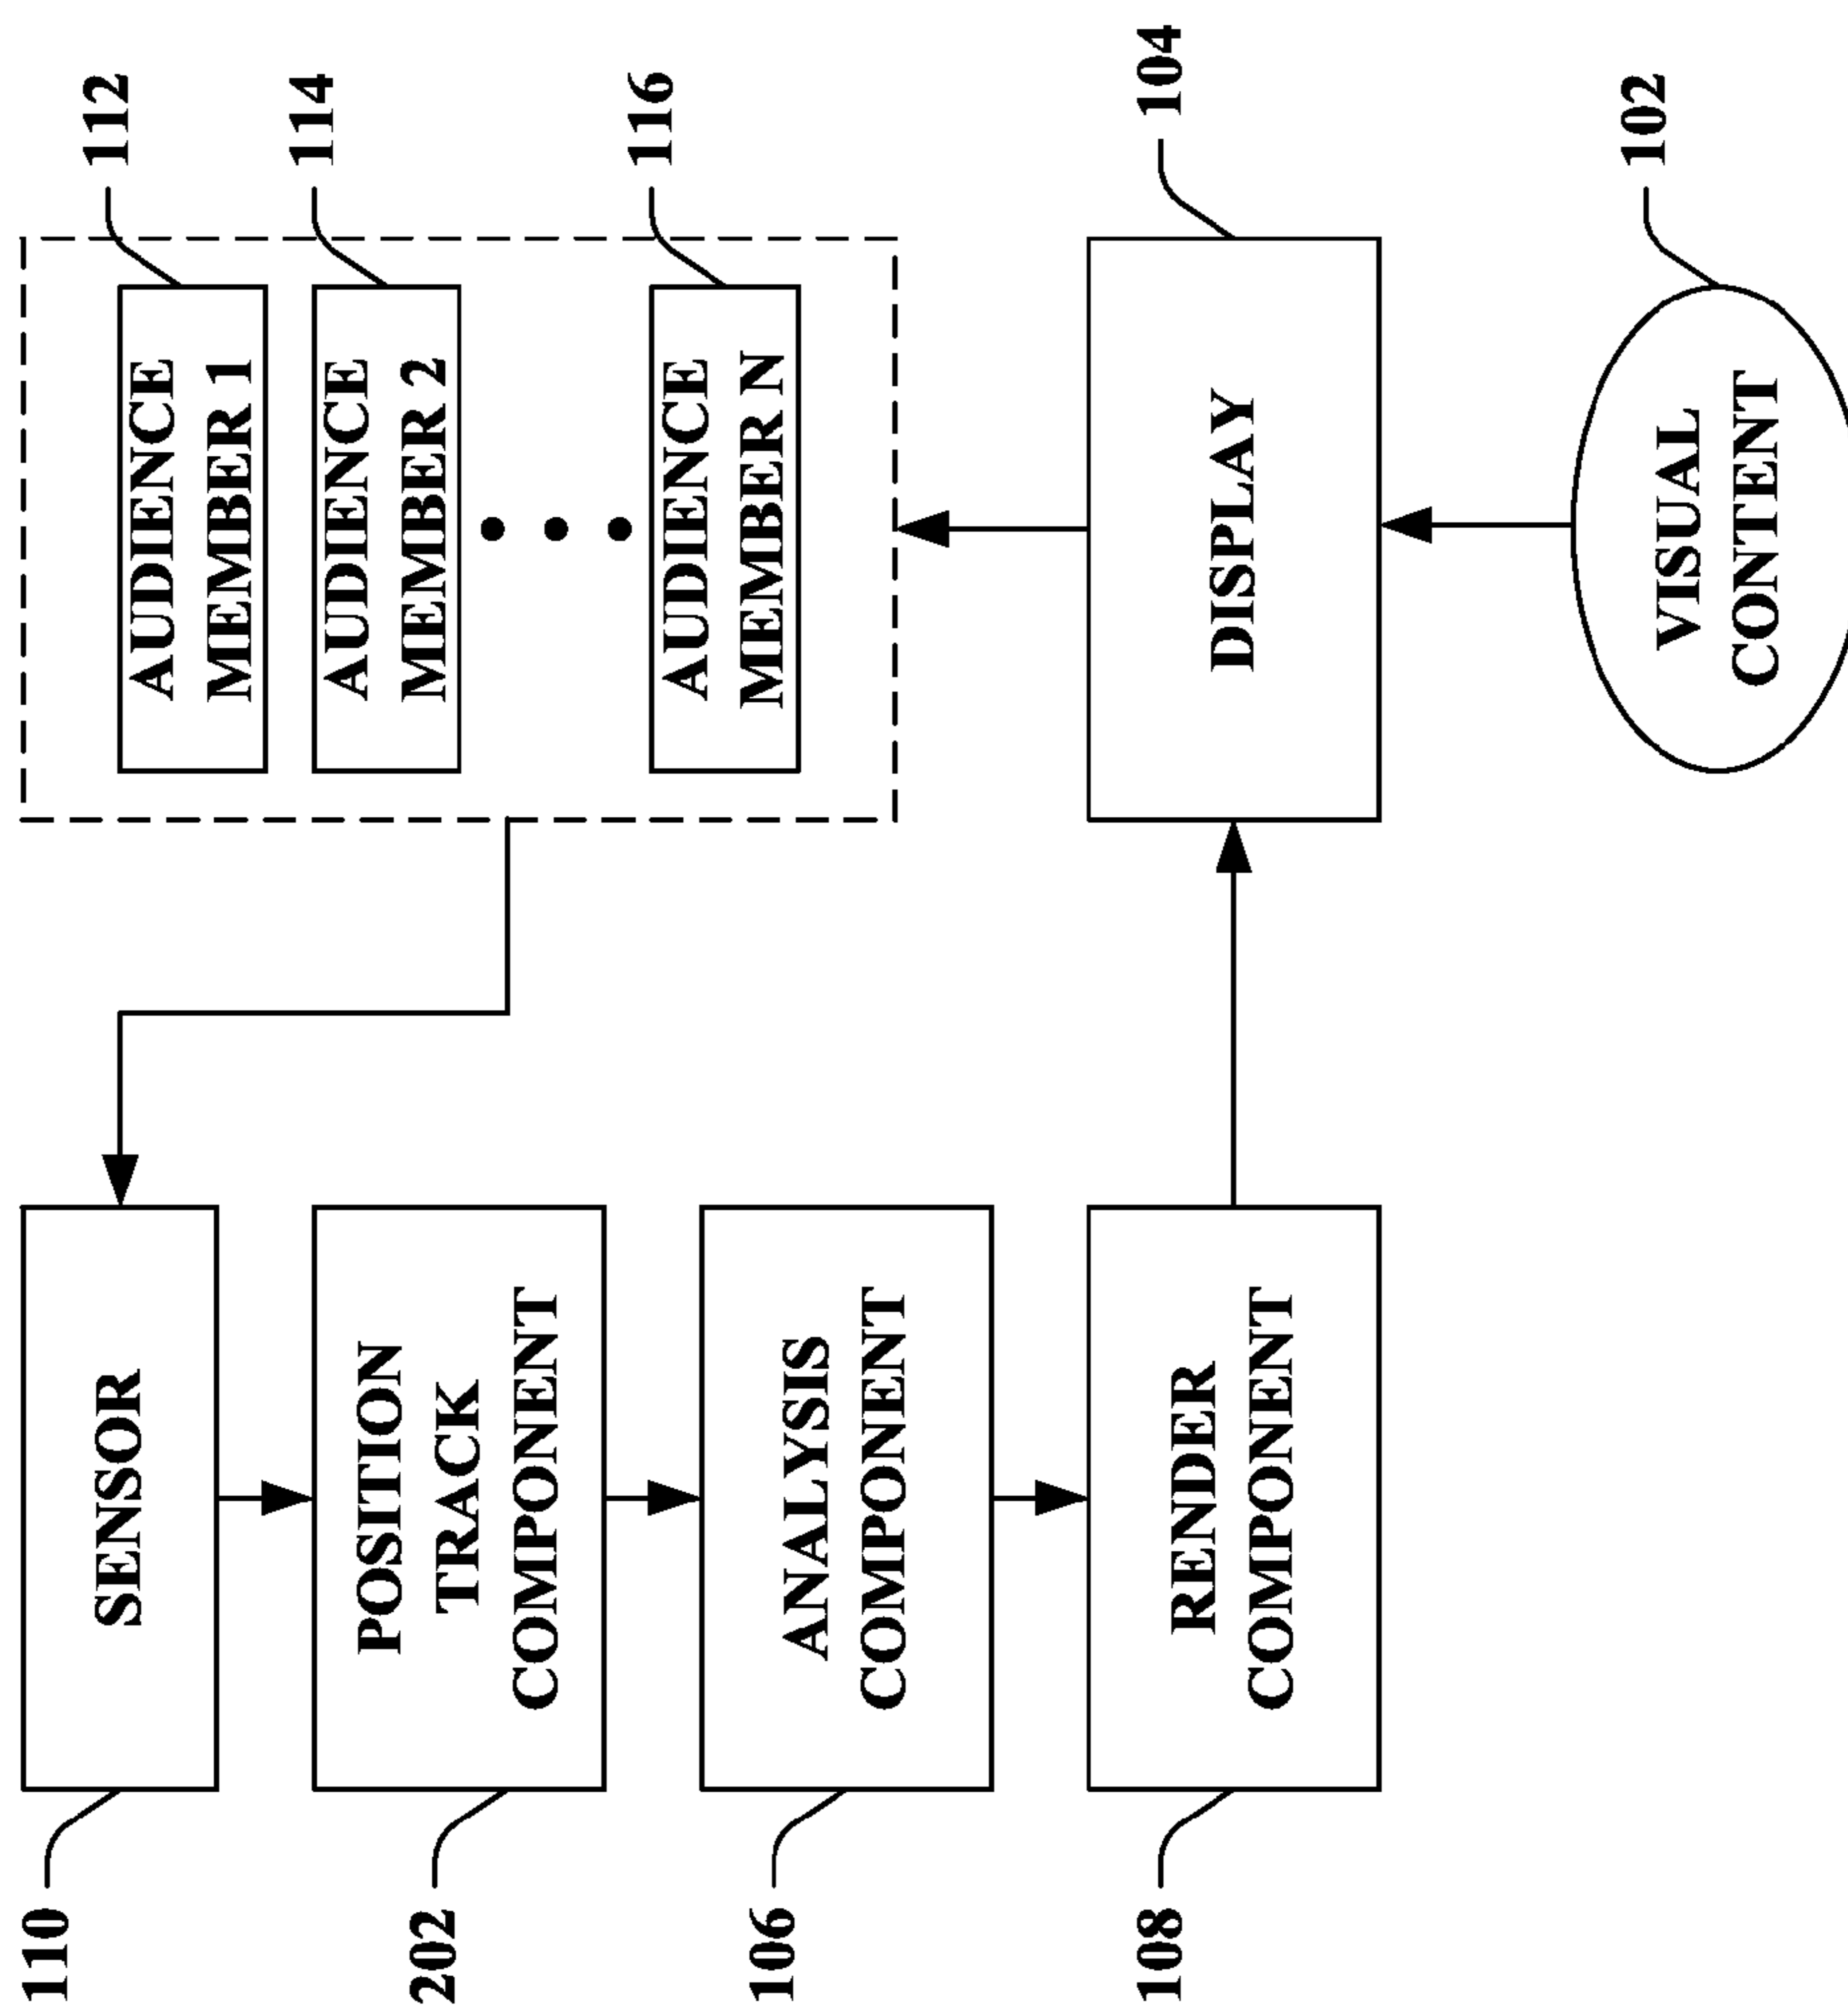 110
SENSOR
202
POSITION
TRACK
COMPONENT
106
ANALYSIS
COMPONENT
108
RENDER
COMPONENT
AUDIENCE
MEMBER 1
112
AUDIENCE
MEMBER 2
114
AUDIENCE
MEMBER N
116
DISPLAY
104
VISUAL
CONTENT
102